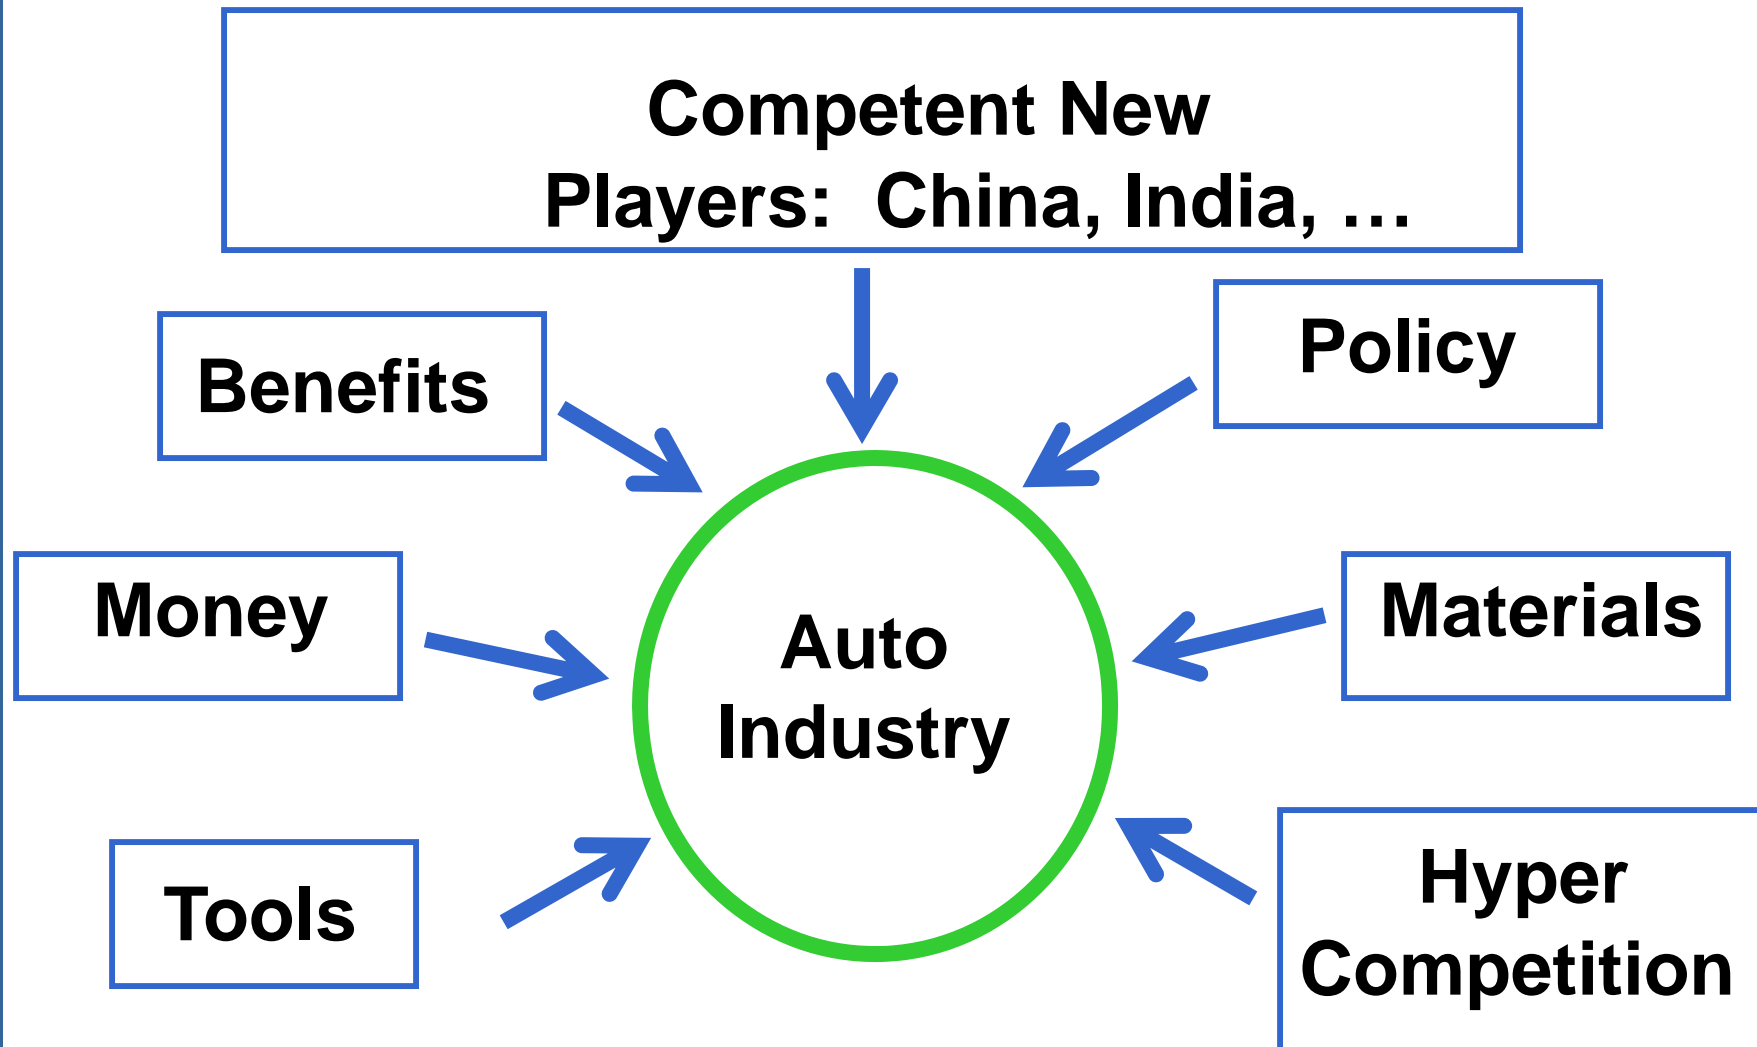 Competent New
Players:  China, India, …
Benefits
Policy
Money
Materials
Auto
Industry
Tools
Hyper
Competition